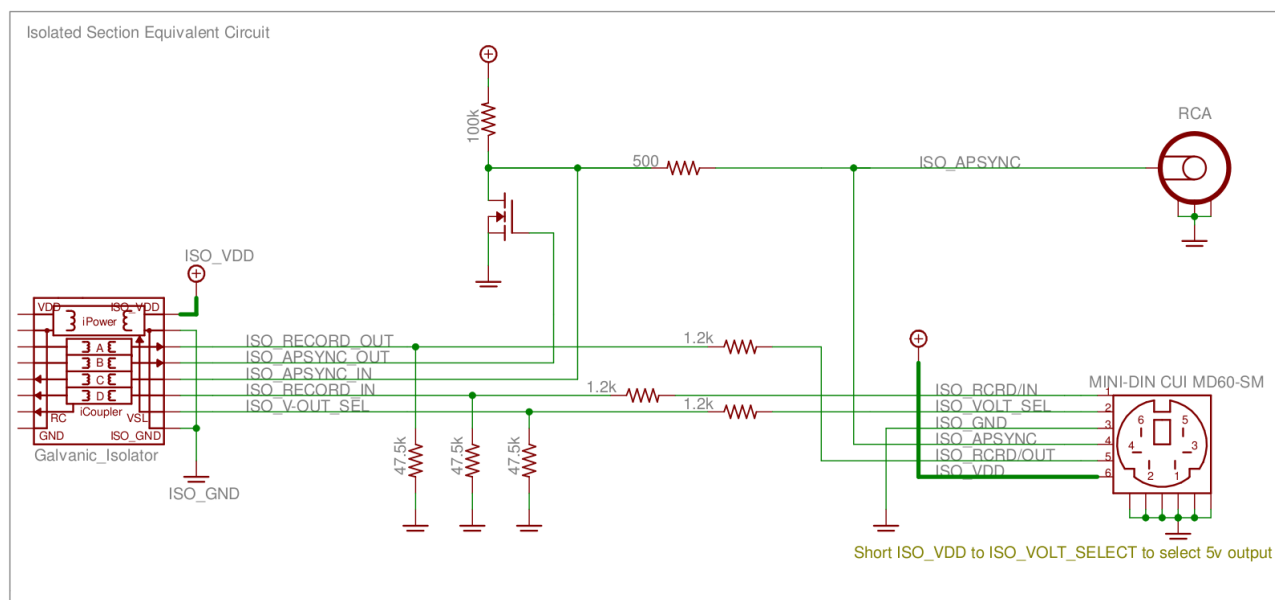 Isolated Section Equivalent Circuit
100k
RCA
500
ISO_APSYNC
ISO_VDD
VDD
ISO_VDD
iPower
A
B
C
D
iCoupler
RC
VSL
GND
ISO_GND
Galvanic_Isolator
ISO_GND
ISO_RECORD_OUT
ISO_APSYNC_OUT
ISO_APSYNC_IN
ISO_RECORD_IN
ISO_V-OUT_SEL
1.2k
1.2k
1.2k
47.5k
47.5k
47.5k
ISO_RCRD/IN
ISO_VOLT_SEL
ISO_GND
ISO_APSYNC
ISO_RCRD/OUT
ISO_VDD
MINI-DIN CUI MD60-SM
1
2
3
4
5
6
6
5
4
3
2
1
Short ISO_VDD to ISO_VOLT_SELECT to select 5v output